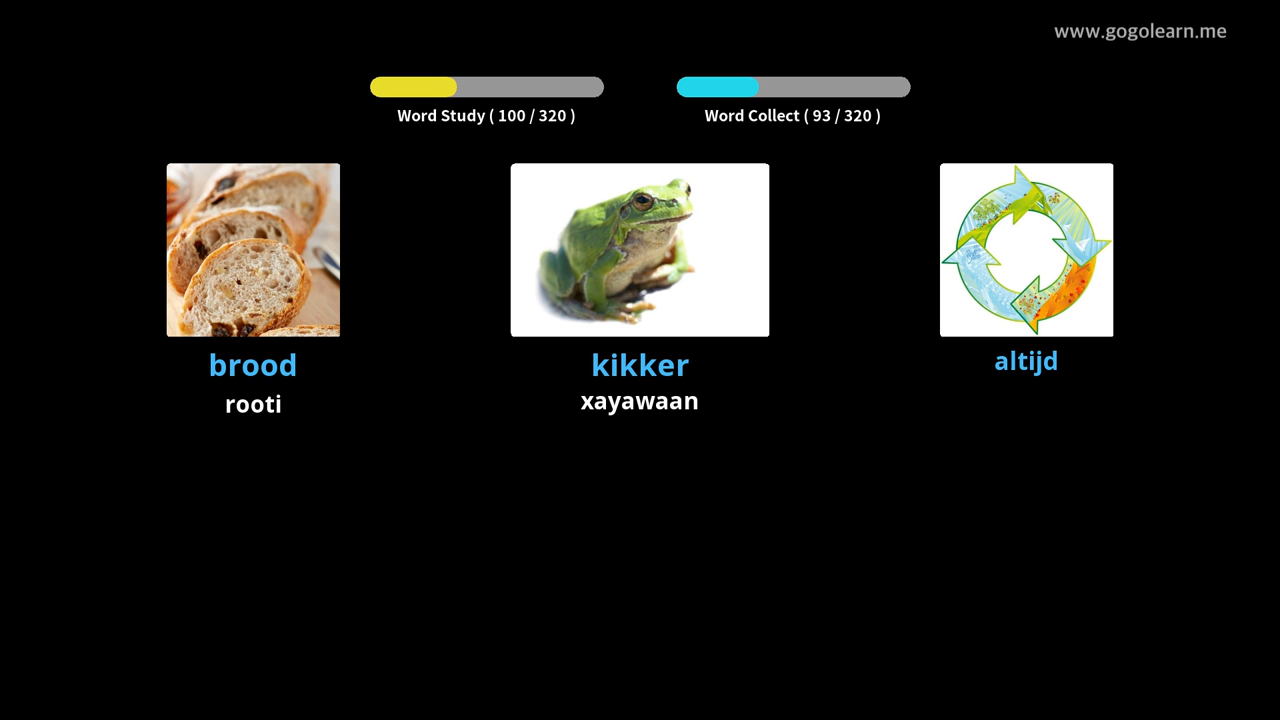 www.gogolearn.me
Word Study ( 100 / 320 )
Word Collect ( 93 / 320 )
brood
rooti
kikker
xayawaan
altijd